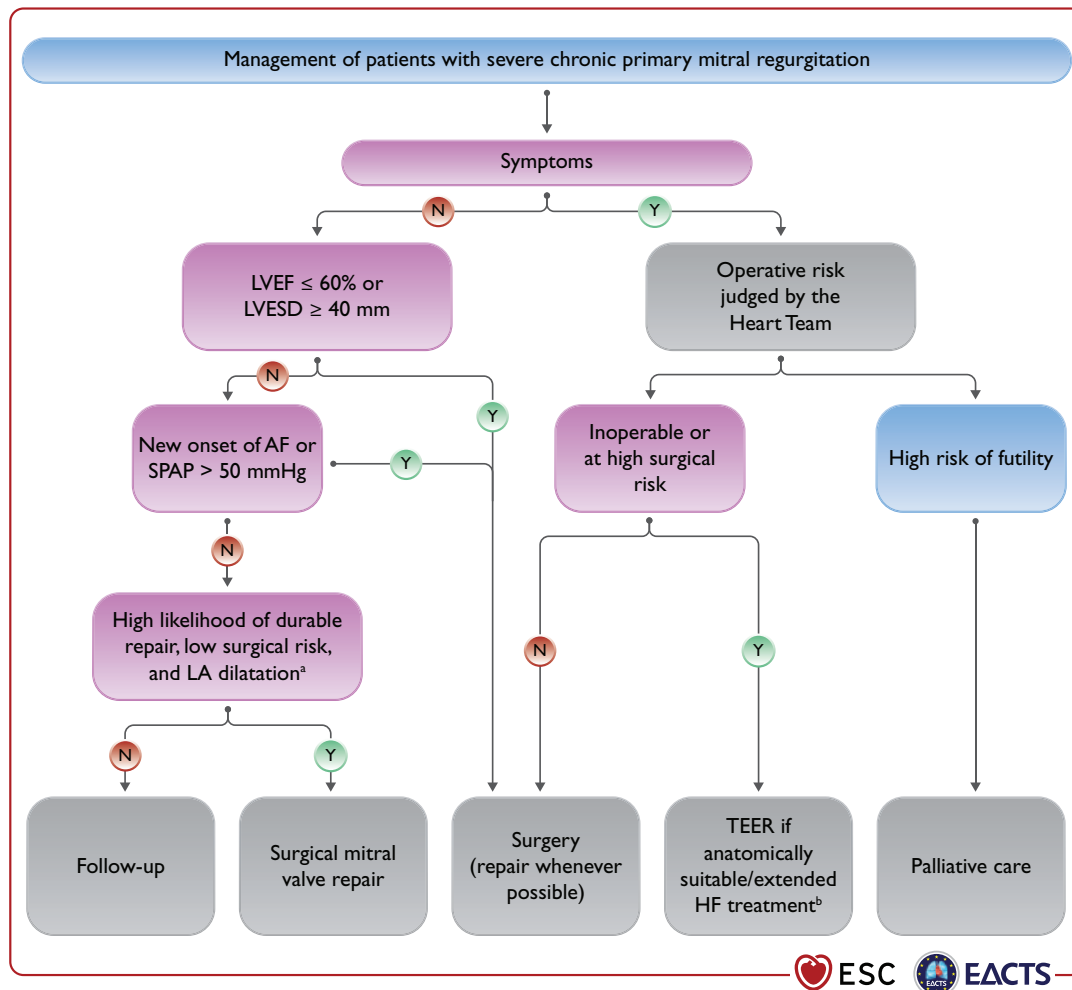 Management of patients with severe chronic primary mitral regurgitation
Symptoms
N
Y
LVEF ≤ 60% or
LVESD ≥ 40 mm
Operative risk
judged by the
Heart Team
N
Y
New onset of AF or
SPAP > 50 mmHg
Y
Inoperable or
at high surgical
risk
High risk of futility
N
High likelihood of durable
repair, low surgical risk,
and LA dilatationᵃ
N
Y
N
Y
Follow-up
Surgical mitral
valve repair
Surgery
(repair whenever
possible)
TEER if
anatomically
suitable/extended
HF treatmentᵇ
Palliative care
ESC
EACTS
EACTS